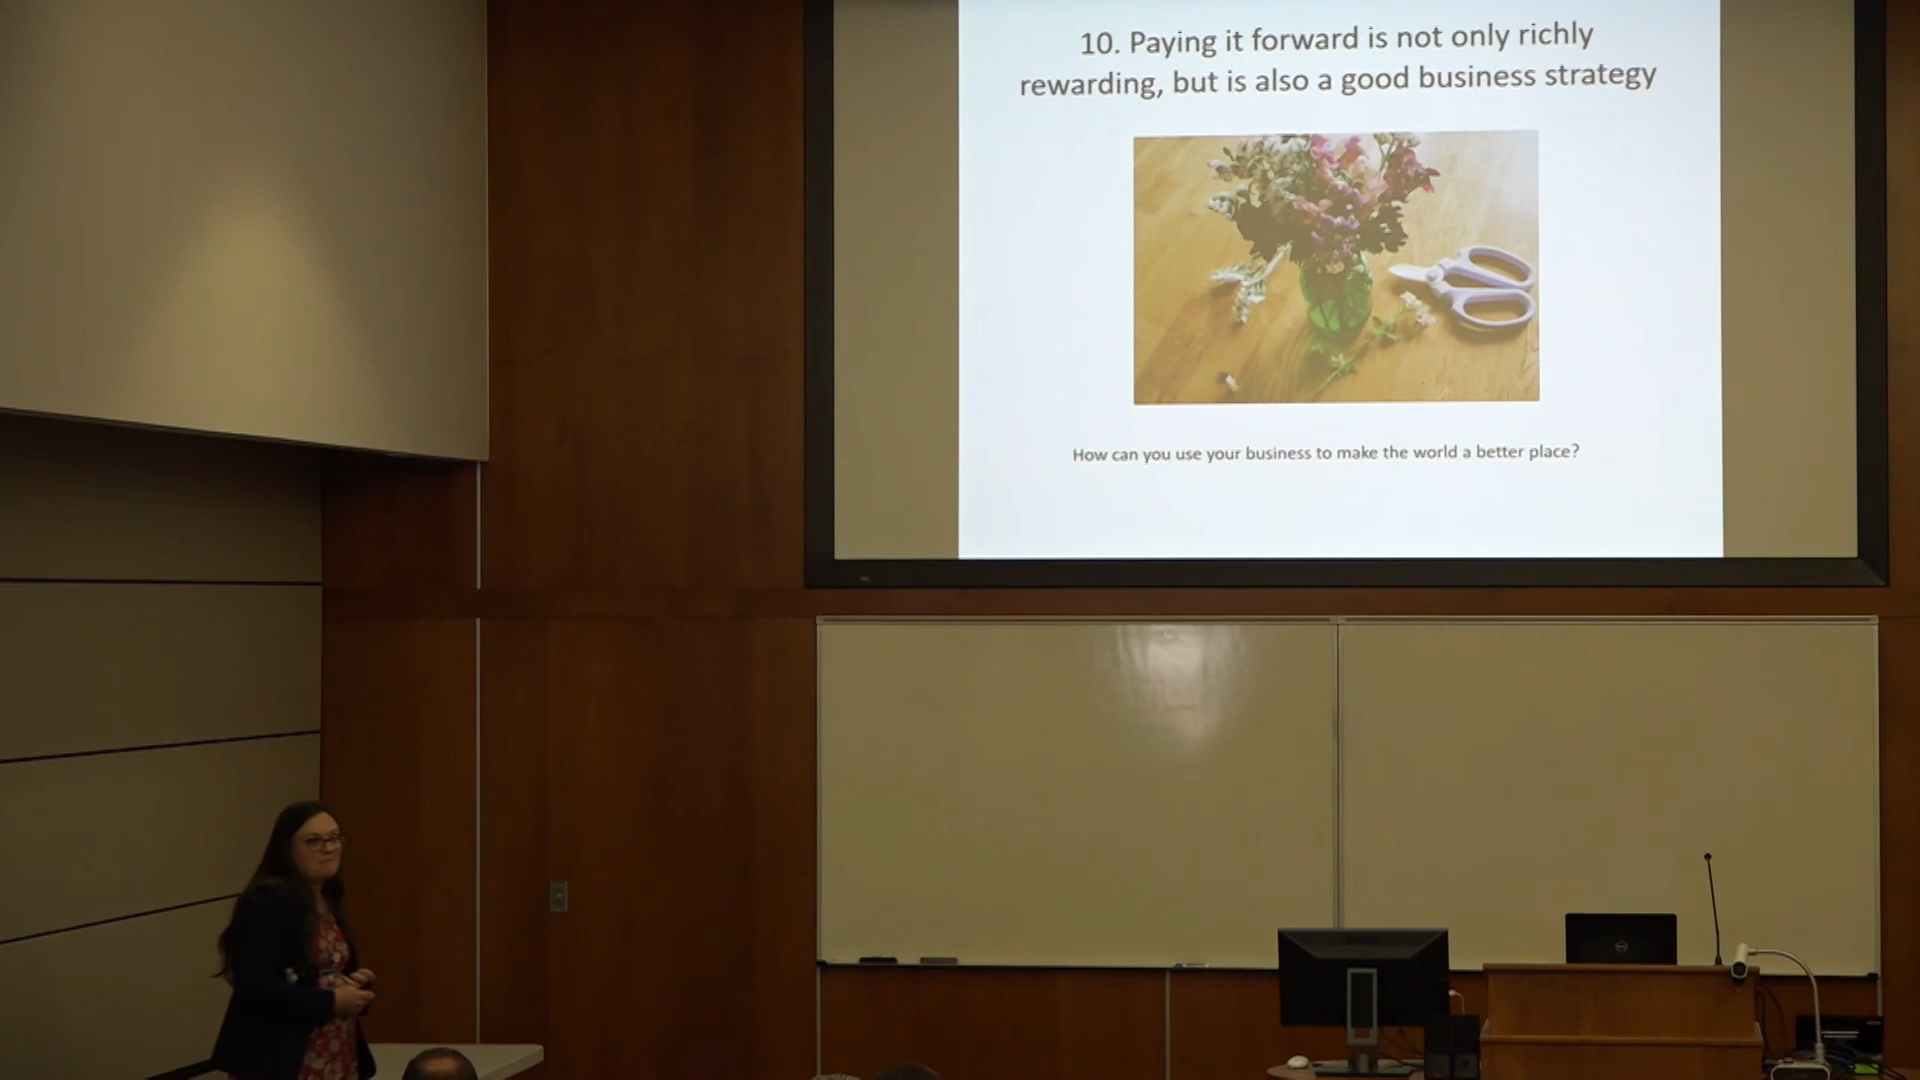 10. Paying it forward is not only richly
rewarding, but is also a good business strategy
How can you use your business to make the world a better place?